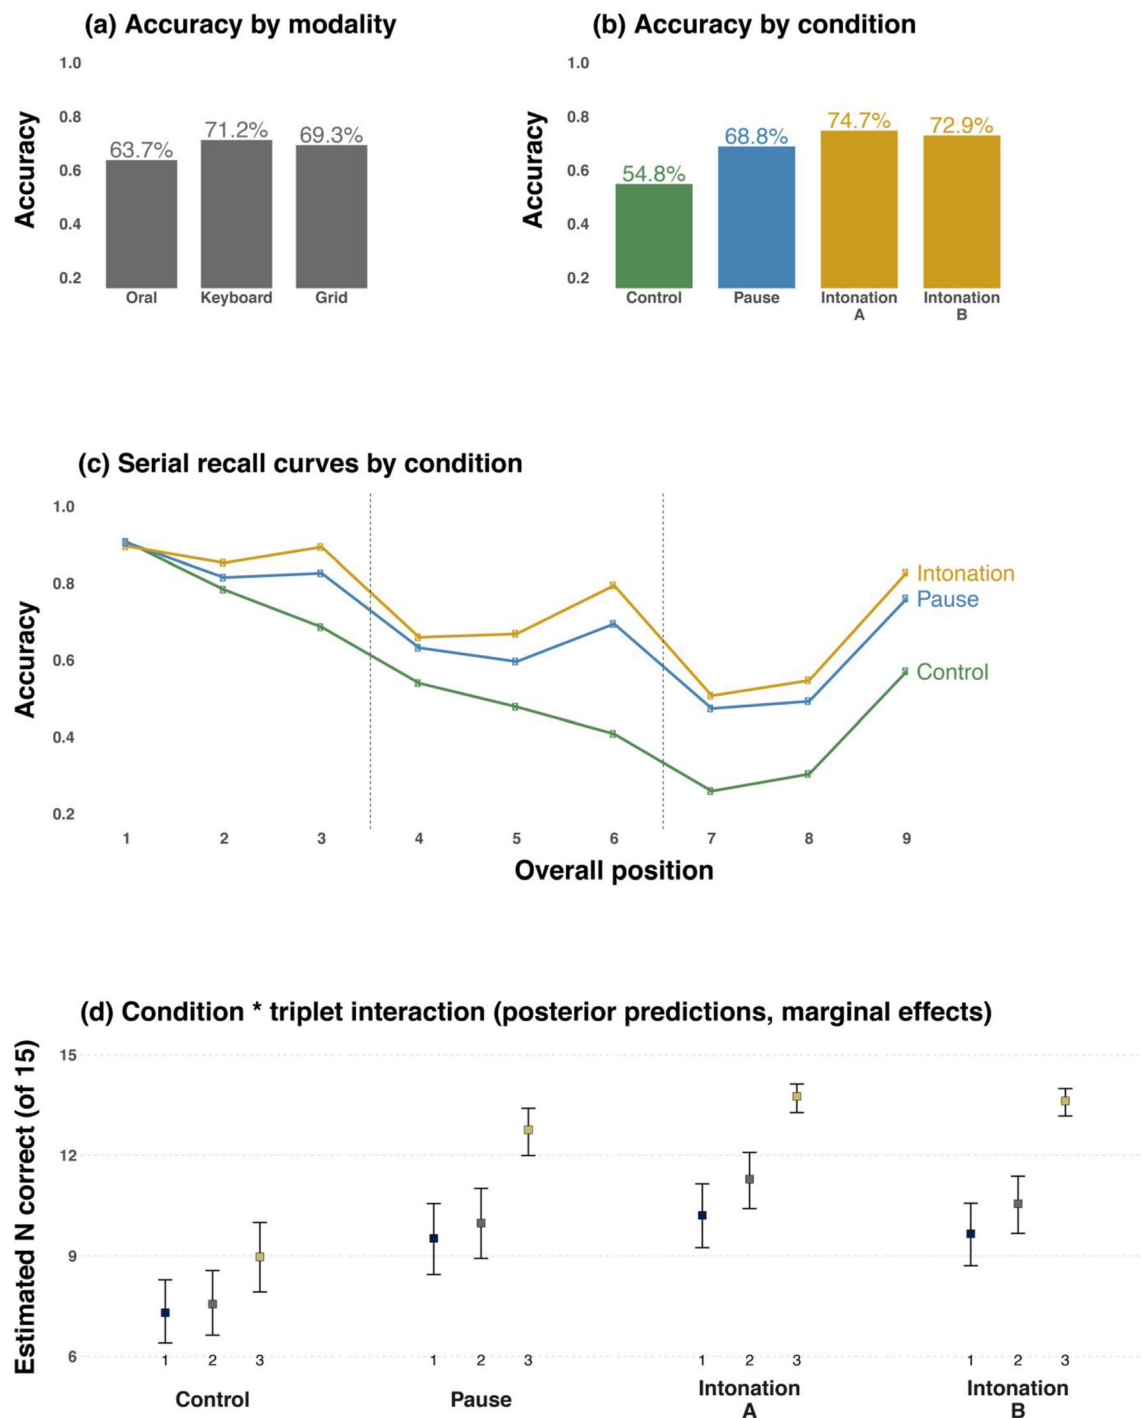 (a) Accuracy by modality
1.0
0.8
0.6
0.4
0.2
Accuracy
63.7%
71.2%
69.3%
Oral Keyboard Grid
(b) Accuracy by condition
1.0
0.8
0.6
0.4
0.2
Accuracy
54.8%
68.8%
74.7%
72.9%
Control Pause Intonation Intonation
A B
(c) Serial recall curves by condition
1.0
0.8
0.6
0.4
0.2
Accuracy
Intonation
Pause
Control
1 2 3 4 5 6 7 8 9
Overall position
(d) Condition * triplet interaction (posterior predictions, marginal effects)
Estimated N correct (of 15)
15
12
9
6
1 2 3 1 2 3 1 2 3 1 2 3
Control Pause Intonation Intonation
A B